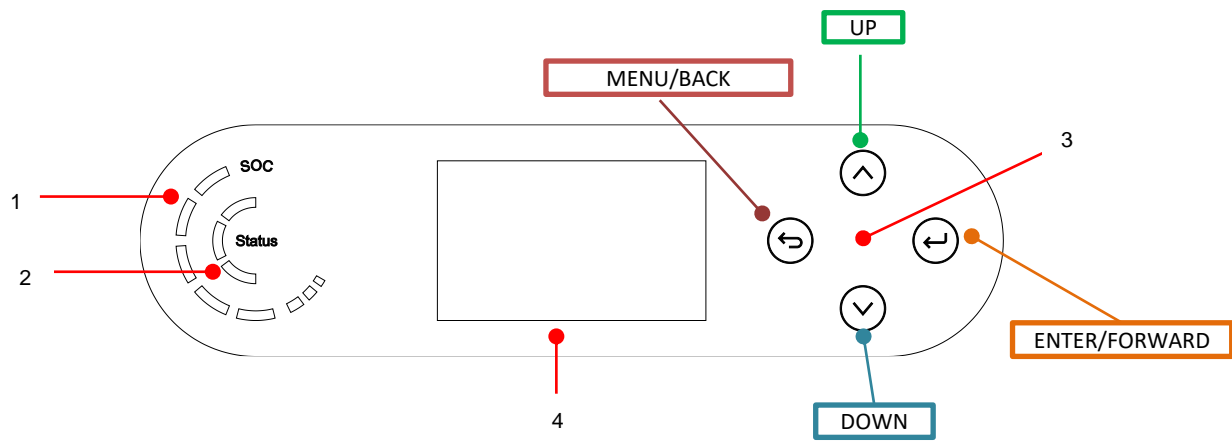 UP
MENU/BACK
3
SOC
1
Status
2
ENTER/FORWARD
4
DOWN